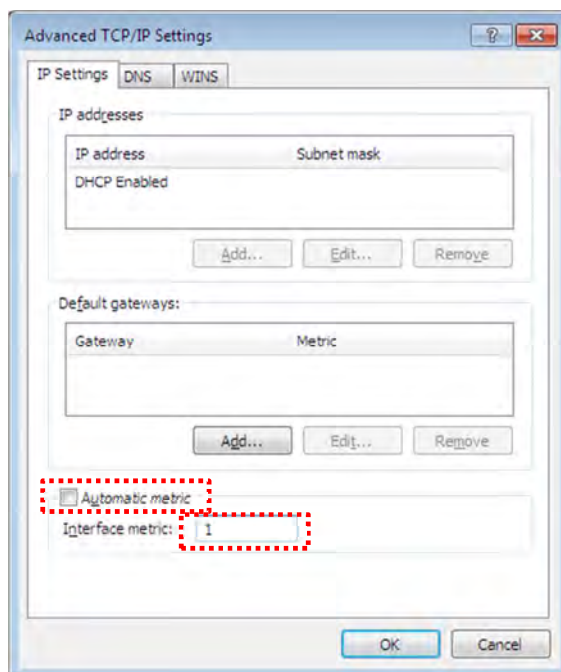 Advanced TCP/IP Settings
IP Settings DNS WINS
IP addresses
IP address Subnet mask
DHCP Enabled
Add... Edit... Remove
Default gateways:
Gateway Metric
Add... Edit... Remove
Automatic metric
Interface metric: 1
OK Cancel